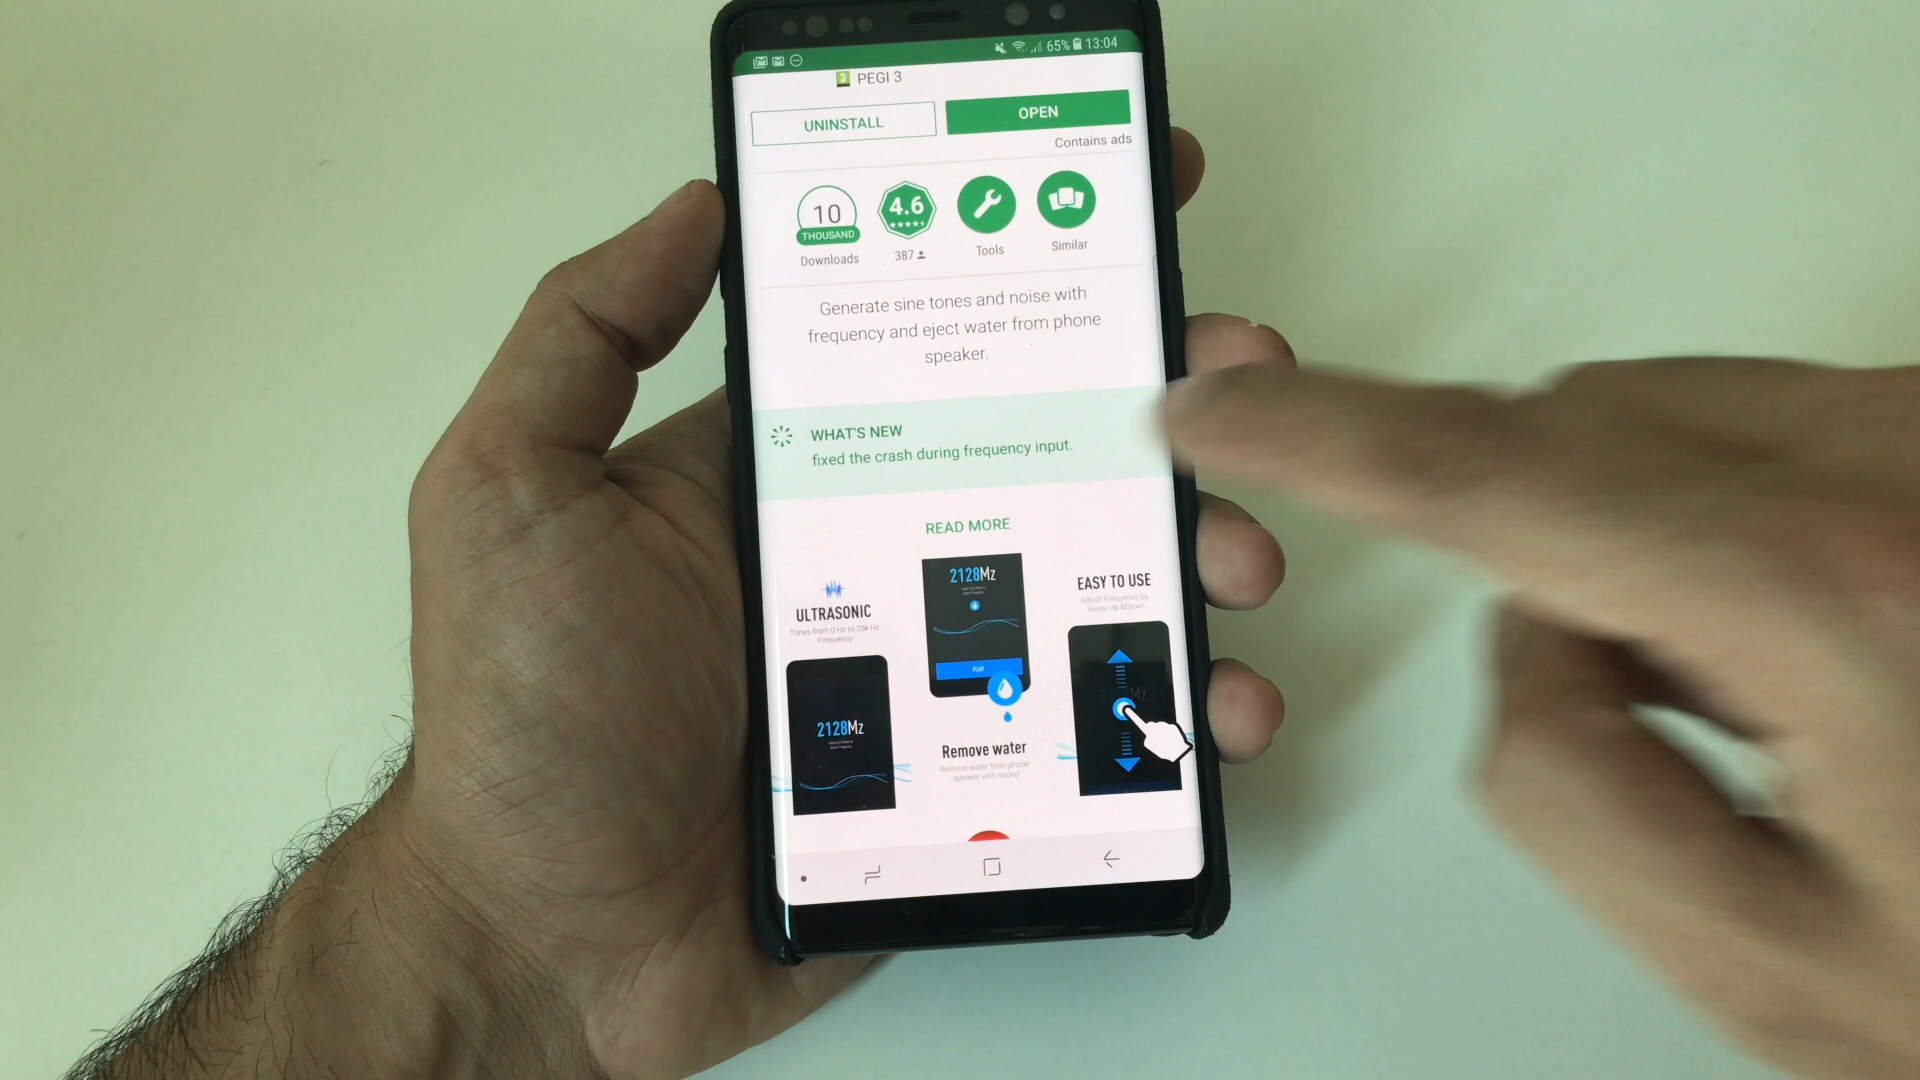 65% 13:04
3 PEGI 3
UNINSTALL
OPEN
Contains ads
10
THOUSAND
Downloads
4.6
387
Tools
Similar
Generate sine tones and noise with
frequency and eject water from phone
speaker.
WHAT'S NEW
fixed the crash during frequency input.
READ MORE
ULTRASONIC
Tones from 0 Hz to 25k Hz
Frequency
2128Mz
2128Mz
PLAY
Remove water
Remove water from phone
speaker with sound
EASY TO USE
Adjust Frequency by
Swipe Up &Down